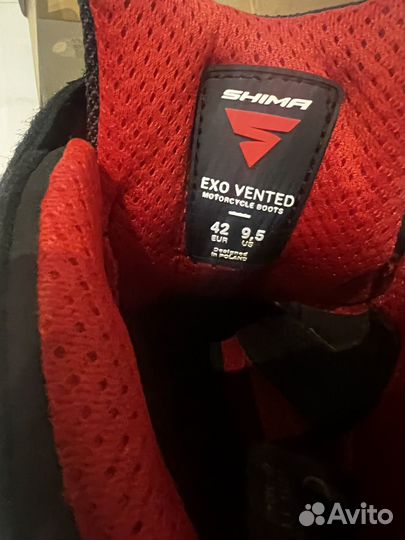 SHIMA
EXO VENTED
MOTORCYCLE BOOTS
42 9,5
EUR US
Designed
in POLAND
Avito